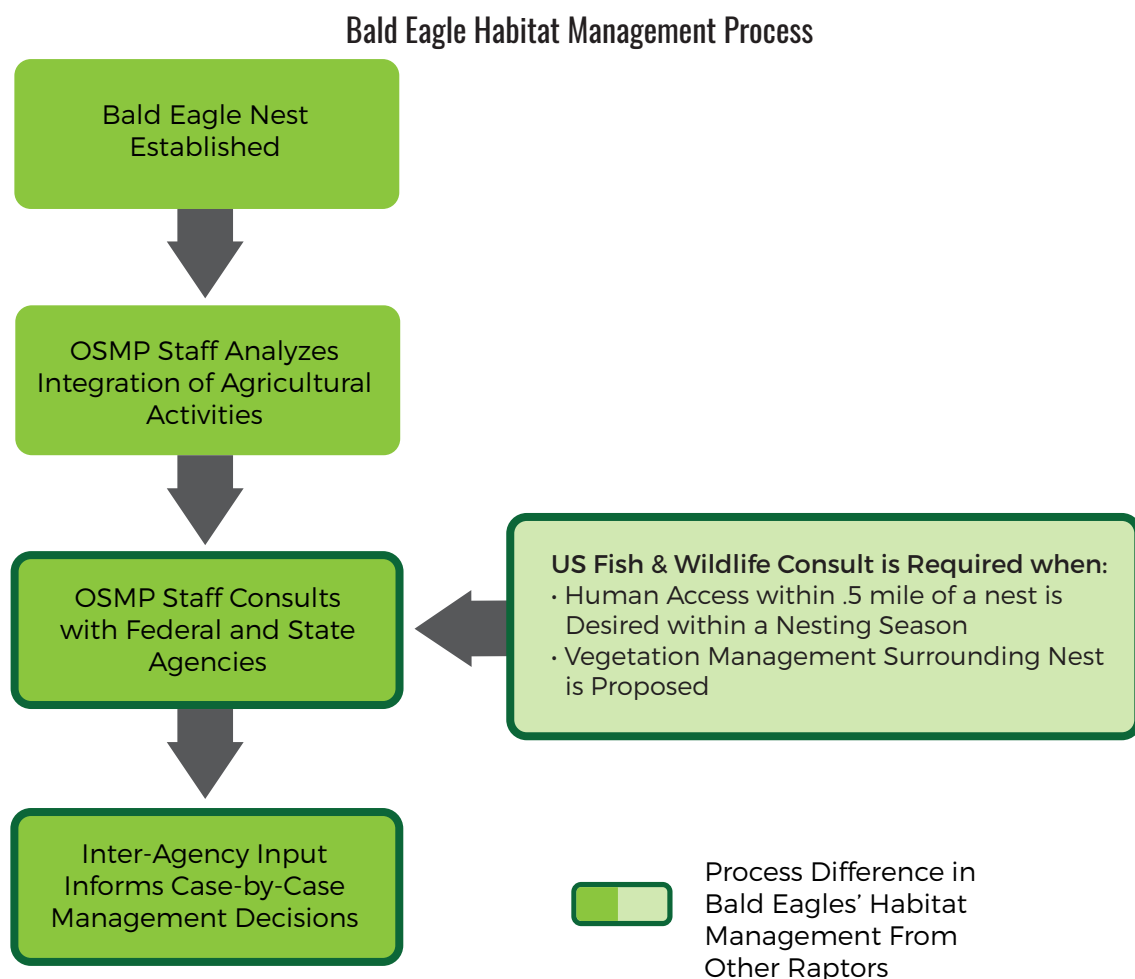 Bald Eagle Habitat Management Process
Bald Eagle Nest
Established
OSMP Staff Analyzes
Integration of Agricultural
Activities
OSMP Staff Consults
with Federal and State
Agencies
US Fish & Wildlife Consult is Required when:
· Human Access within .5 mile of a nest is
Desired within a Nesting Season
· Vegetation Management Surrounding Nest
is Proposed
Inter-Agency Input
Informs Case-by-Case
Management Decisions
Process Difference in
Bald Eagles’ Habitat
Management From
Other Raptors